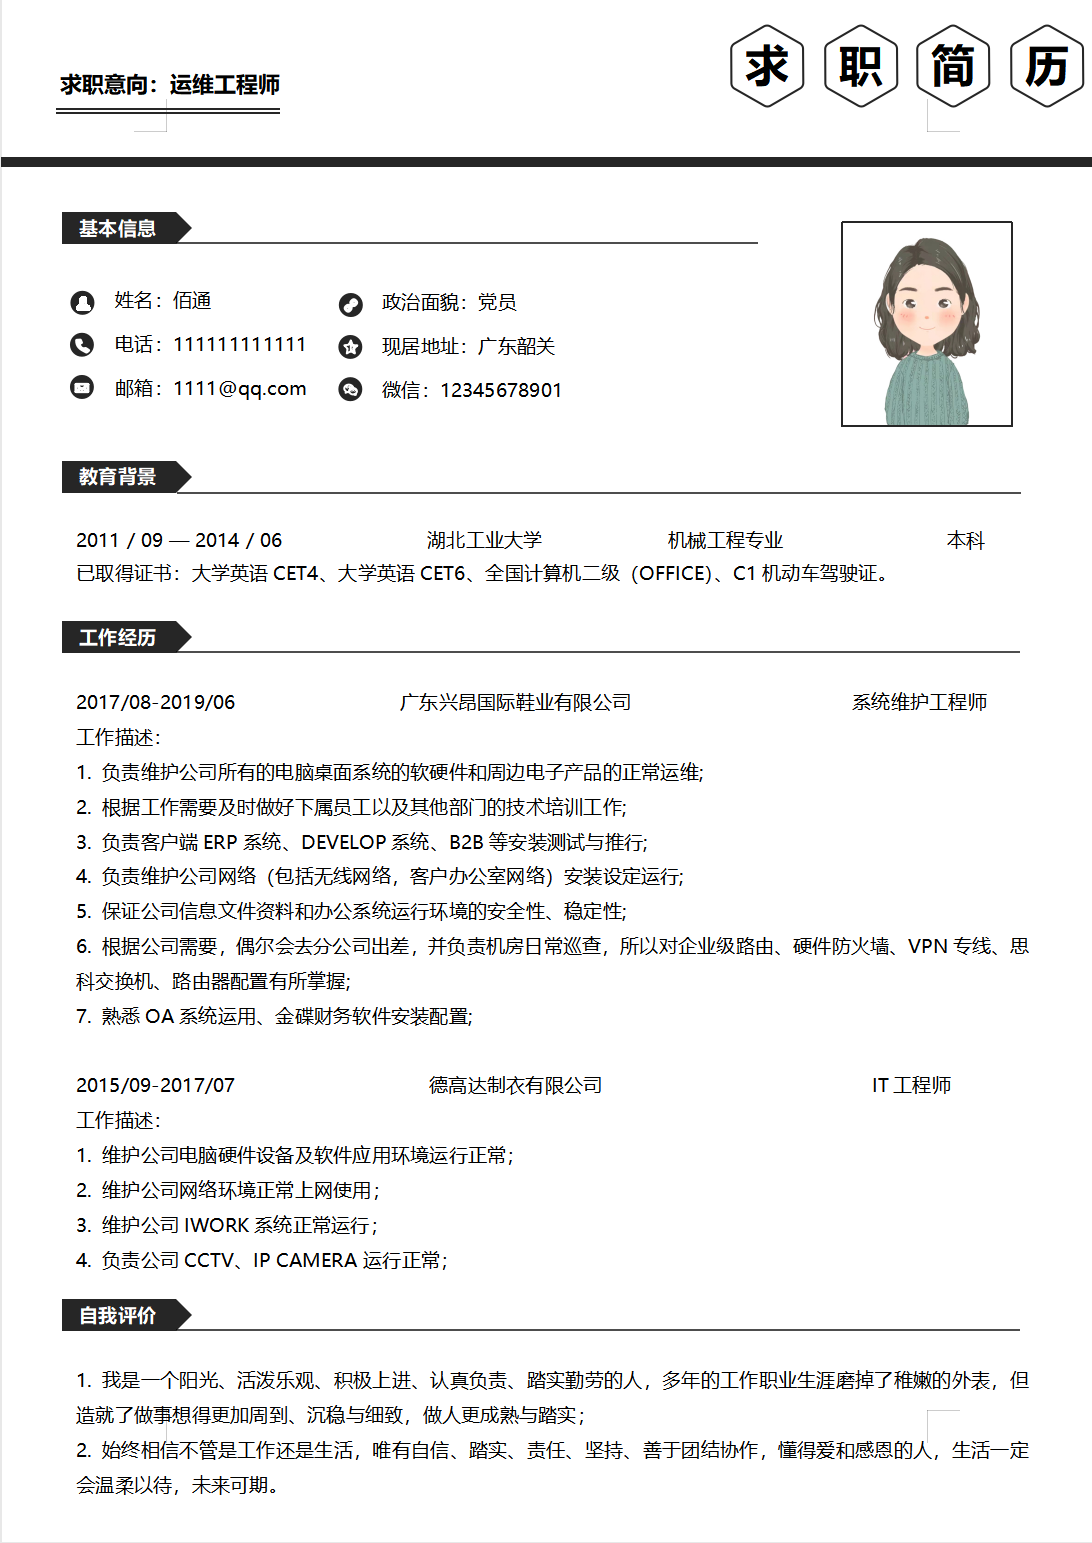 求职简历
求职意向：运维工程师
基本信息
姓名：佰通
政治面貌：党员
电话：111111111111
现居地址：广东韶关
邮箱：1111@qq.com
微信：12345678901
教育背景
2011 / 09 — 2014 / 06 湖北工业大学 机械工程专业 本科
已取得证书：大学英语 CET4、大学英语 CET6、全国计算机二级（OFFICE）、C1 机动车驾驶证。
工作经历
2017/08-2019/06 广东兴昂国际鞋业有限公司 系统维护工程师
工作描述：
1. 负责维护公司所有的电脑桌面系统的软硬件和周边电子产品的正常运维;
2. 根据工作需要及时做好下属员工以及其他部门的技术培训工作;
3. 负责客户端 ERP 系统、DEVELOP 系统、B2B 等安装测试与推行;
4. 负责维护公司网络（包括无线网络，客户办公室网络）安装设定运行;
5. 保证公司信息文件资料和办公系统运行环境的安全性、稳定性;
6. 根据公司需要，偶尔会去分公司出差，并负责机房日常巡查，所以对企业级路由、硬件防火墙、VPN 专线、思
科交换机、路由器配置有所掌握;
7. 熟悉 OA 系统运用、金碟财务软件安装配置;
2015/09-2017/07 德高达制衣有限公司 IT 工程师
工作描述：
1. 维护公司电脑硬件设备及软件应用环境运行正常；
2. 维护公司网络环境正常上网使用；
3. 维护公司 IWORK 系统正常运行；
4. 负责公司 CCTV、IP CAMERA 运行正常；
自我评价
1. 我是一个阳光、活泼乐观、积极上进、认真负责、踏实勤劳的人，多年的工作职业生涯磨掉了稚嫩的外表，但
造就了做事想得更加周到、沉稳与细致，做人更成熟与踏实；
2. 始终相信不管是工作还是生活，唯有自信、踏实、责任、坚持、善于团结协作，懂得爱和感恩的人，生活一定
会温柔以待，未来可期。